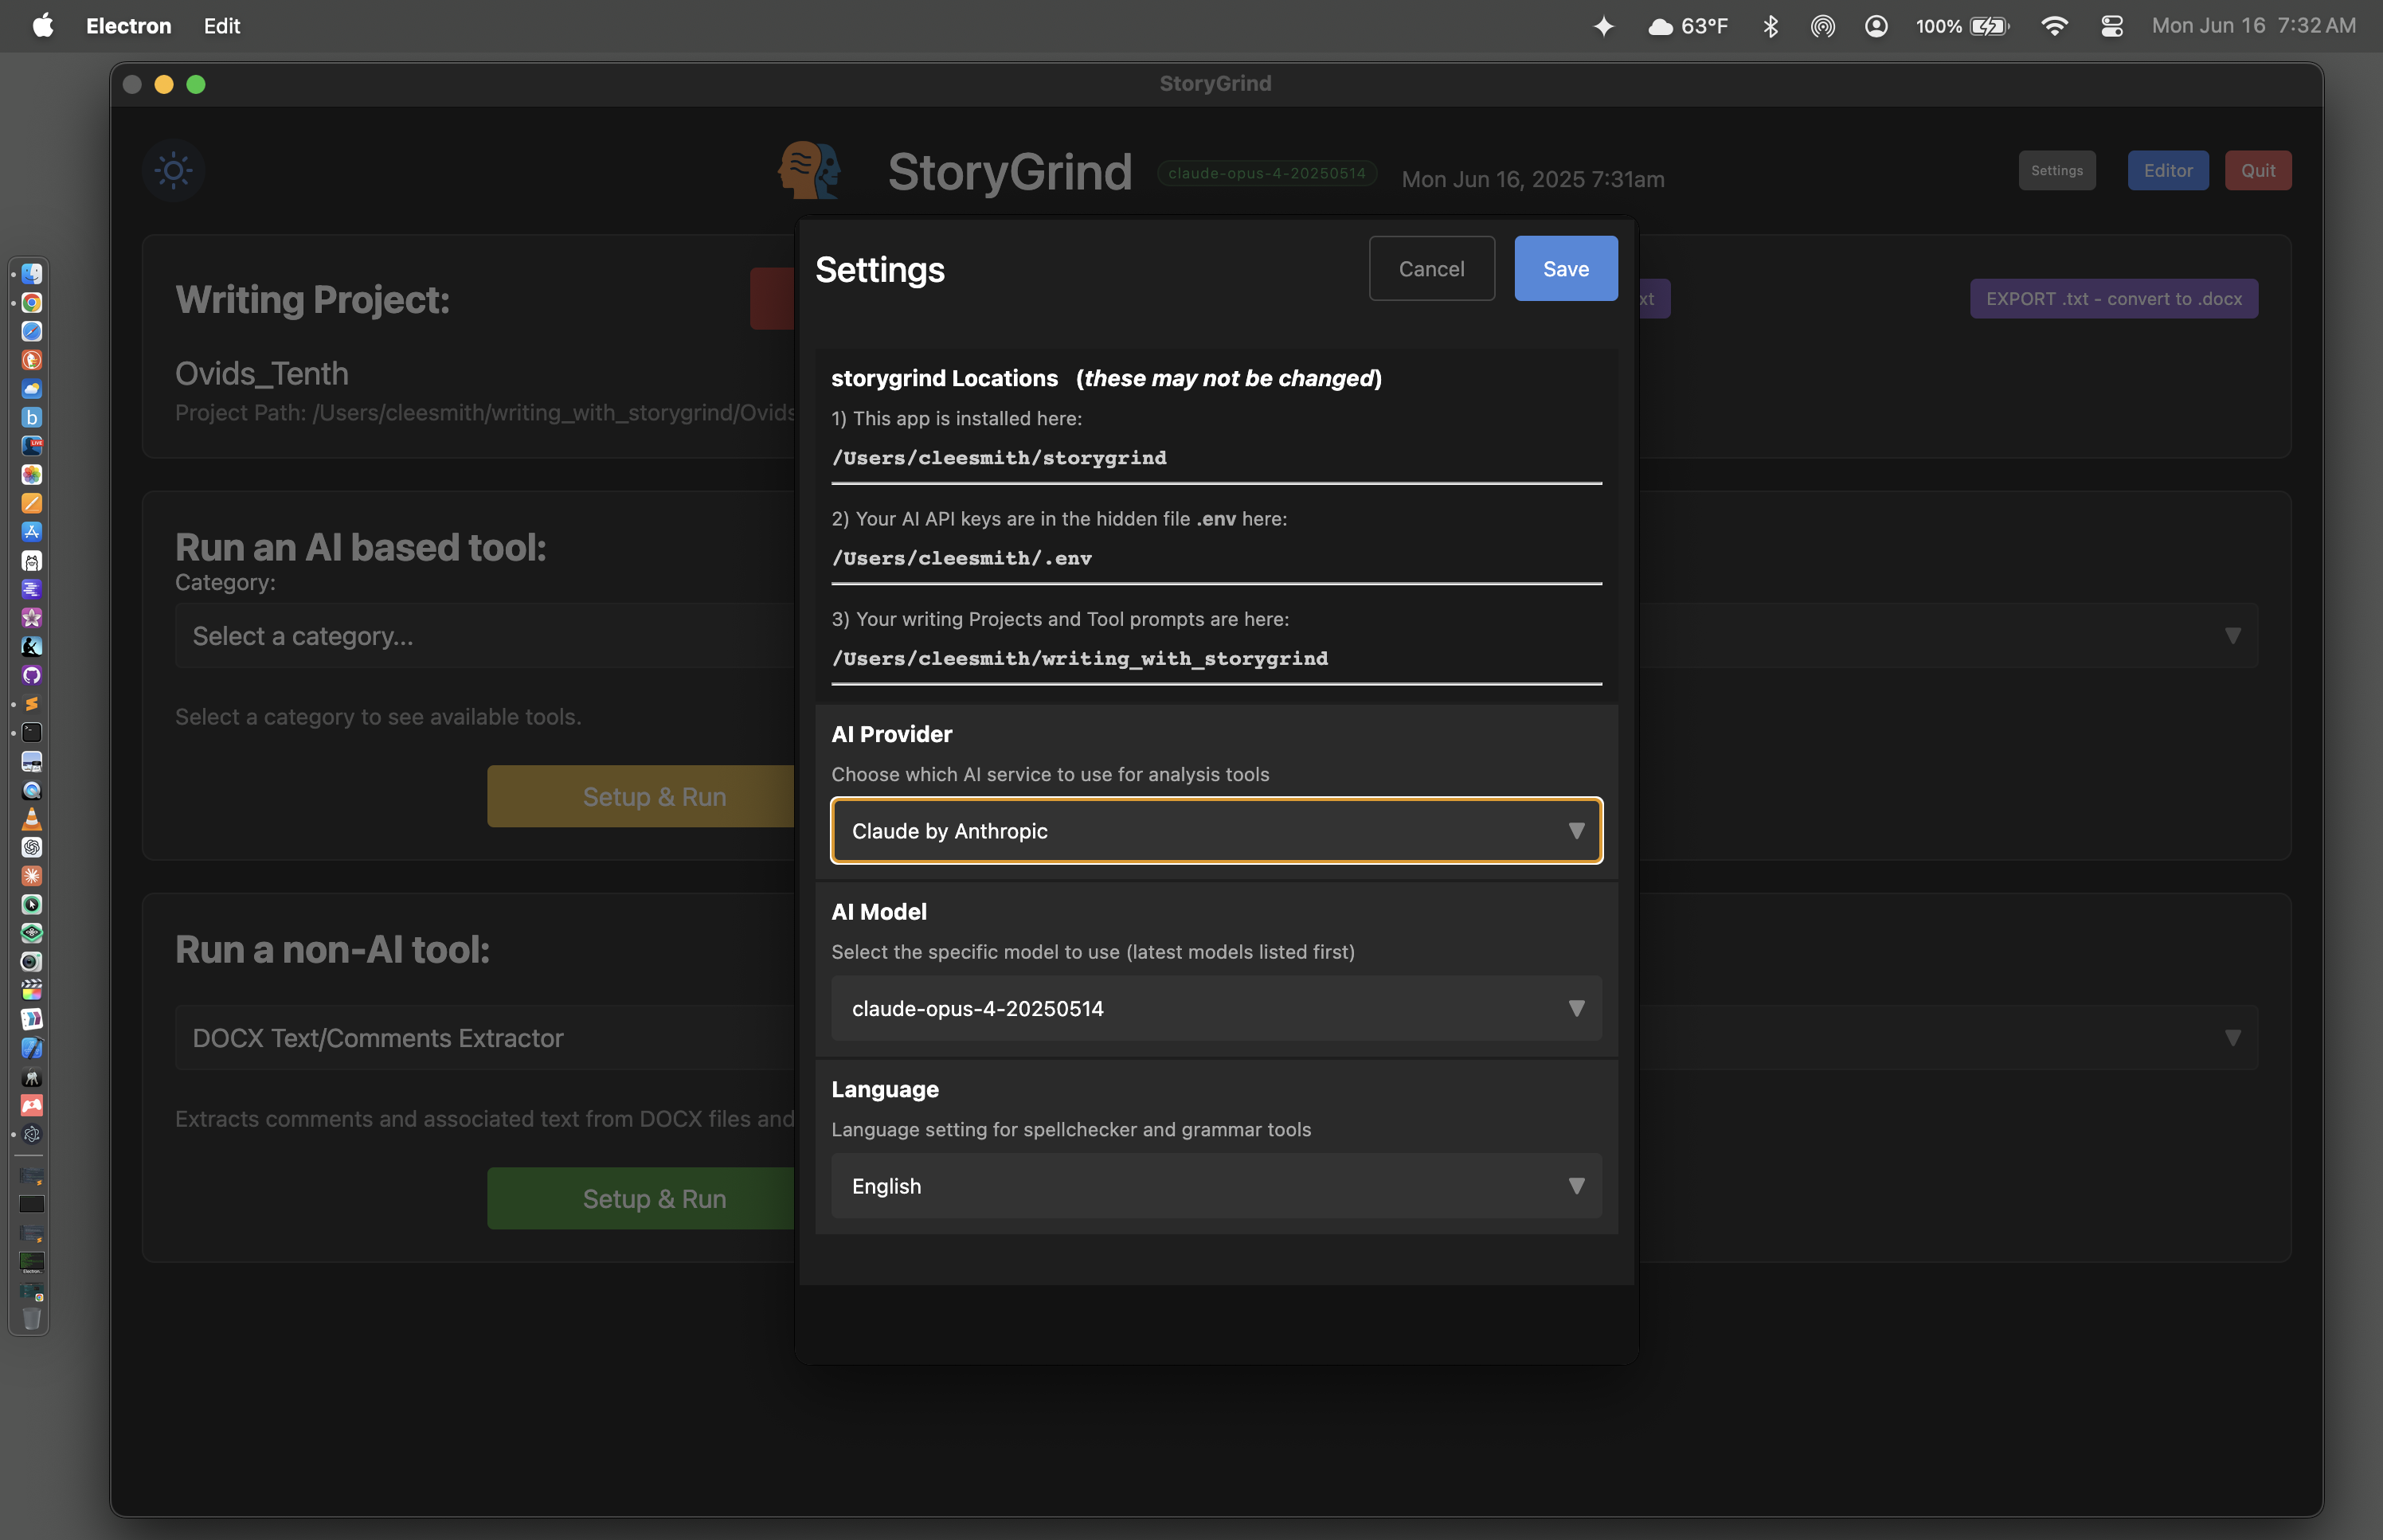 Electron Edit 63°F 100% Mon Jun 16 7:32 AM
StoryGrind
StoryGrind claude-opus-4-20250514 Mon Jun 16, 2025 7:31am Settings Editor Quit
Settings Cancel Save
Writing Project: xt EXPORT .txt - convert to .docx
Ovids_Tenth
Project Path: /Users/cleesmith/writing_with_storygrind/Ovids
storygrind Locations (these may not be changed)
1) This app is installed here:
/Users/cleesmith/storygrind
2) Your AI API keys are in the hidden file .env here:
/Users/cleesmith/.env
3) Your writing Projects and Tool prompts are here:
/Users/cleesmith/writing_with_storygrind
Run an AI based tool:
Category:
Select a category...
Select a category to see available tools.
Setup & Run
AI Provider
Choose which AI service to use for analysis tools
Claude by Anthropic
AI Model
Select the specific model to use (latest models listed first)
claude-opus-4-20250514
Language
Language setting for spellchecker and grammar tools
English
Run a non-AI tool:
DOCX Text/Comments Extractor
Extracts comments and associated text from DOCX files and
Setup & Run